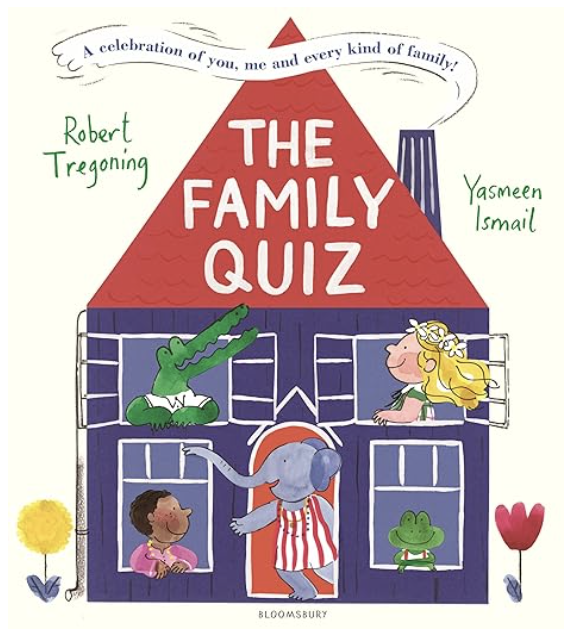 A celebration of you, me and every kind of family!
Robert
Tregoning
THE
FAMILY
QUIZ
Yasmeen
Ismail
BLOOMSBURY